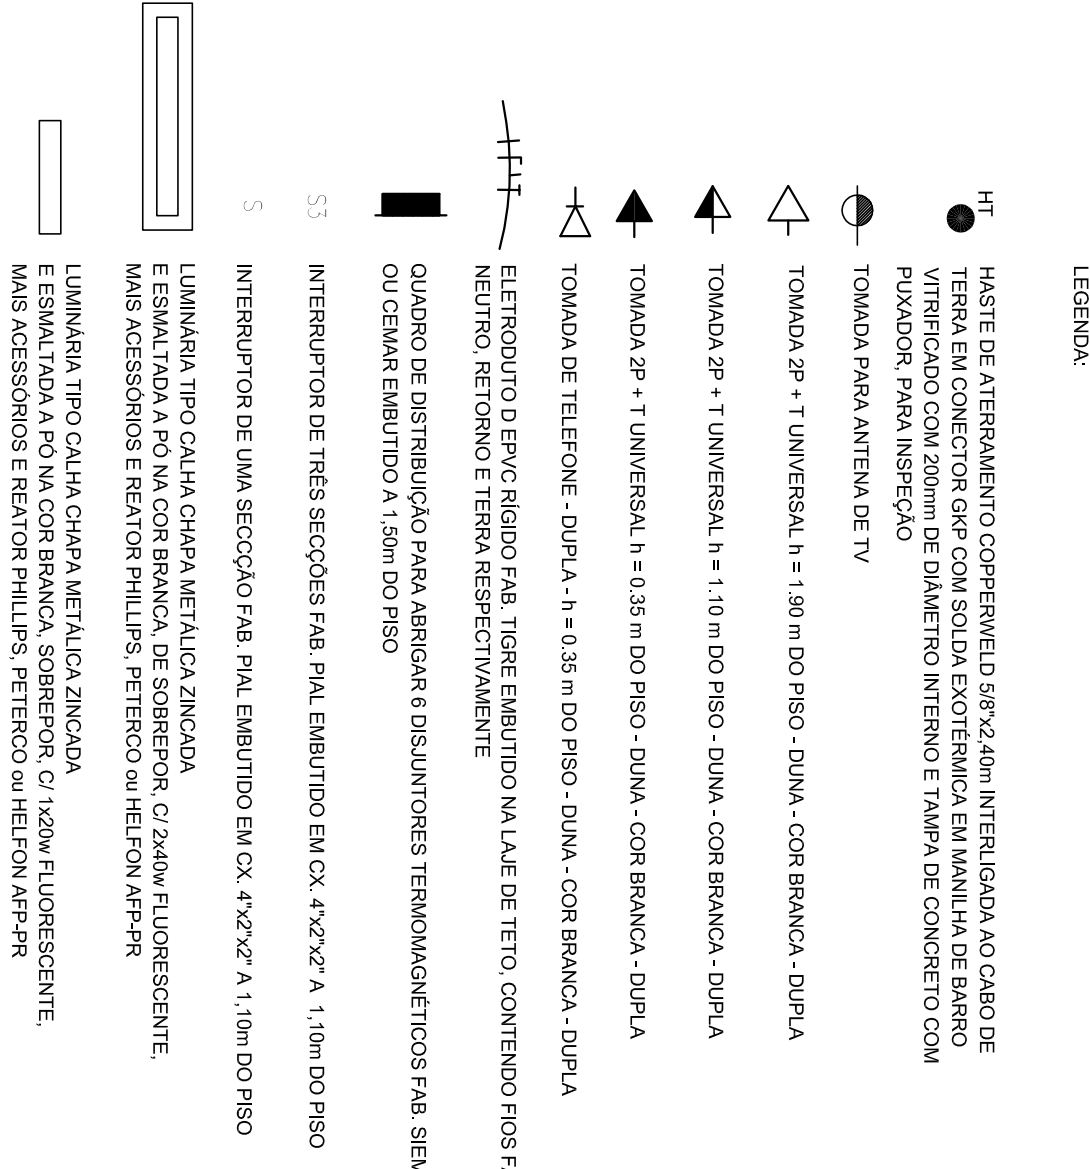 LEGENDA:
HT
HASTE DE ATERRAMENTO COPPERWELD 5/8"x2,40m INTERLIGADA AO CABO DE
TERRA EM CONECTOR GKP COM SOLDA EXOTÉRMICA EM MANILHA DE BARRO
VITRIFICADO COM 200mm DE DIÂMETRO INTERNO E TAMPA DE CONCRETO COM
PUXADOR, PARA INSPEÇÃO
TOMADA PARA ANTENA DE TV
TOMADA 2P + T UNIVERSAL h = 1.90 m DO PISO - DUNA - COR BRANCA - DUPLA
TOMADA 2P + T UNIVERSAL h = 1.10 m DO PISO - DUNA - COR BRANCA - DUPLA
TOMADA 2P + T UNIVERSAL h = 0.35 m DO PISO - DUNA - COR BRANCA - DUPLA
TOMADA DE TELEFONE - DUPLA - h = 0.35 m DO PISO - DUNA - COR BRANCA - DUPLA
ELETRODUTO D EPVC RÍGIDO FAB. TIGRE EMBUTIDO NA LAJE DE TETO, CONTENDO FIOS
NEUTRO, RETORNO E TERRA RESPECTIVAMENTE
QUADRO DE DISTRIBUIÇÃO PARA ABRIGAR 6 DISJUNTORES TERMOMAGNÉTICOS FAB.
OU CEMAR EMBUTIDO A 1,50m DO PISO
S3 INTERRUPTOR DE TRÊS SECÇÕES FAB. PIAL EMBUTIDO EM CX. 4"x2"x2" A 1,10m DO PISO
S INTERRUPTOR DE UMA SECCÇÃO FAB. PIAL EMBUTIDO EM CX. 4"x2"x2" A 1,10m DO PISO
LUMINÁRIA TIPO CALHA CHAPA METÁLICA ZINCADA
E ESMALTADA A PÓ NA COR BRANCA, DE SOBREPOR, C/ 2x40w FLUORESCENTE,
MAIS ACESSÓRIOS E REATOR PHILLIPS, PETERCO ou HELFON AFP-PR
LUMINÁRIA TIPO CALHA CHAPA METÁLICA ZINCADA
E ESMALTADA A PÓ NA COR BRANCA, SOBREPOR, C/ 1x20w FLUORESCENTE,
MAIS ACESSÓRIOS E REATOR PHILLIPS, PETERCO ou HELFON AFP-PR